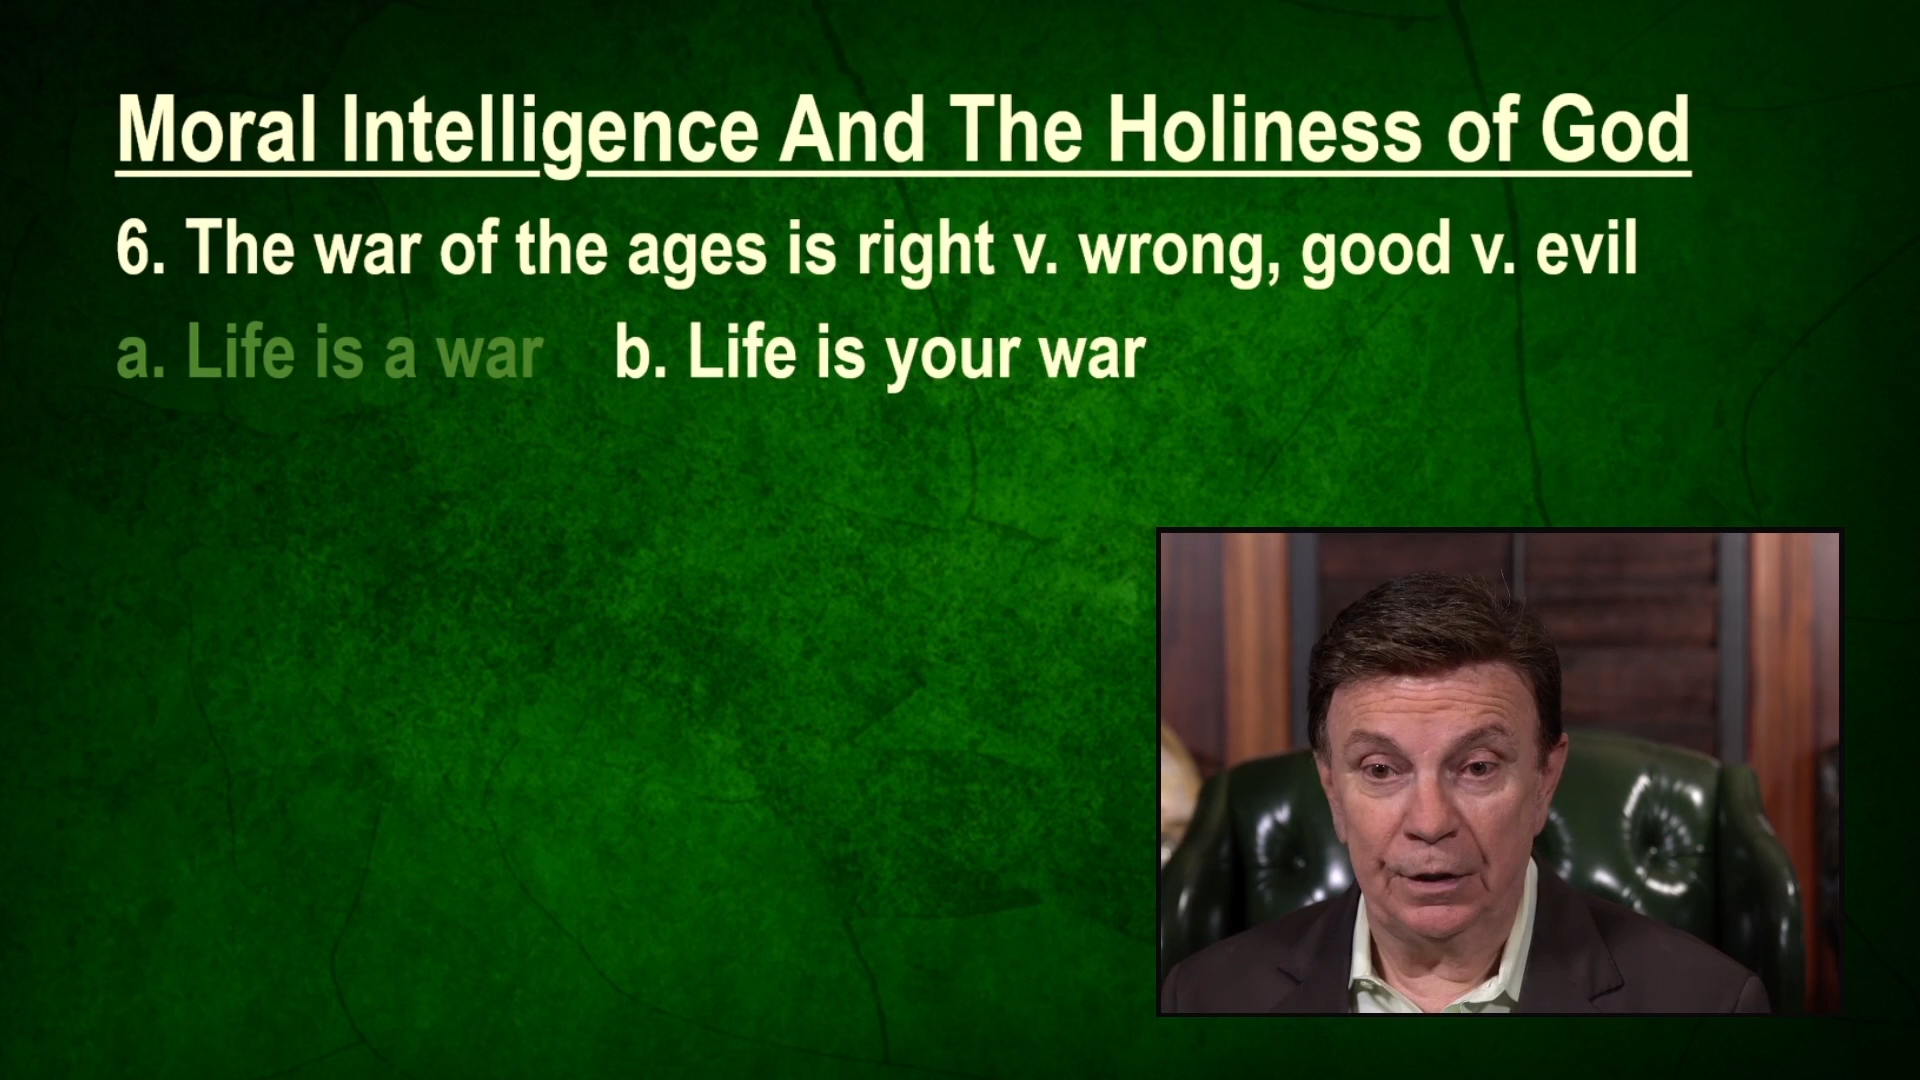 Moral Intelligence And The Holiness of God
6. The war of the ages is right v. wrong, good v. evil
a. Life is a war b. Life is your war